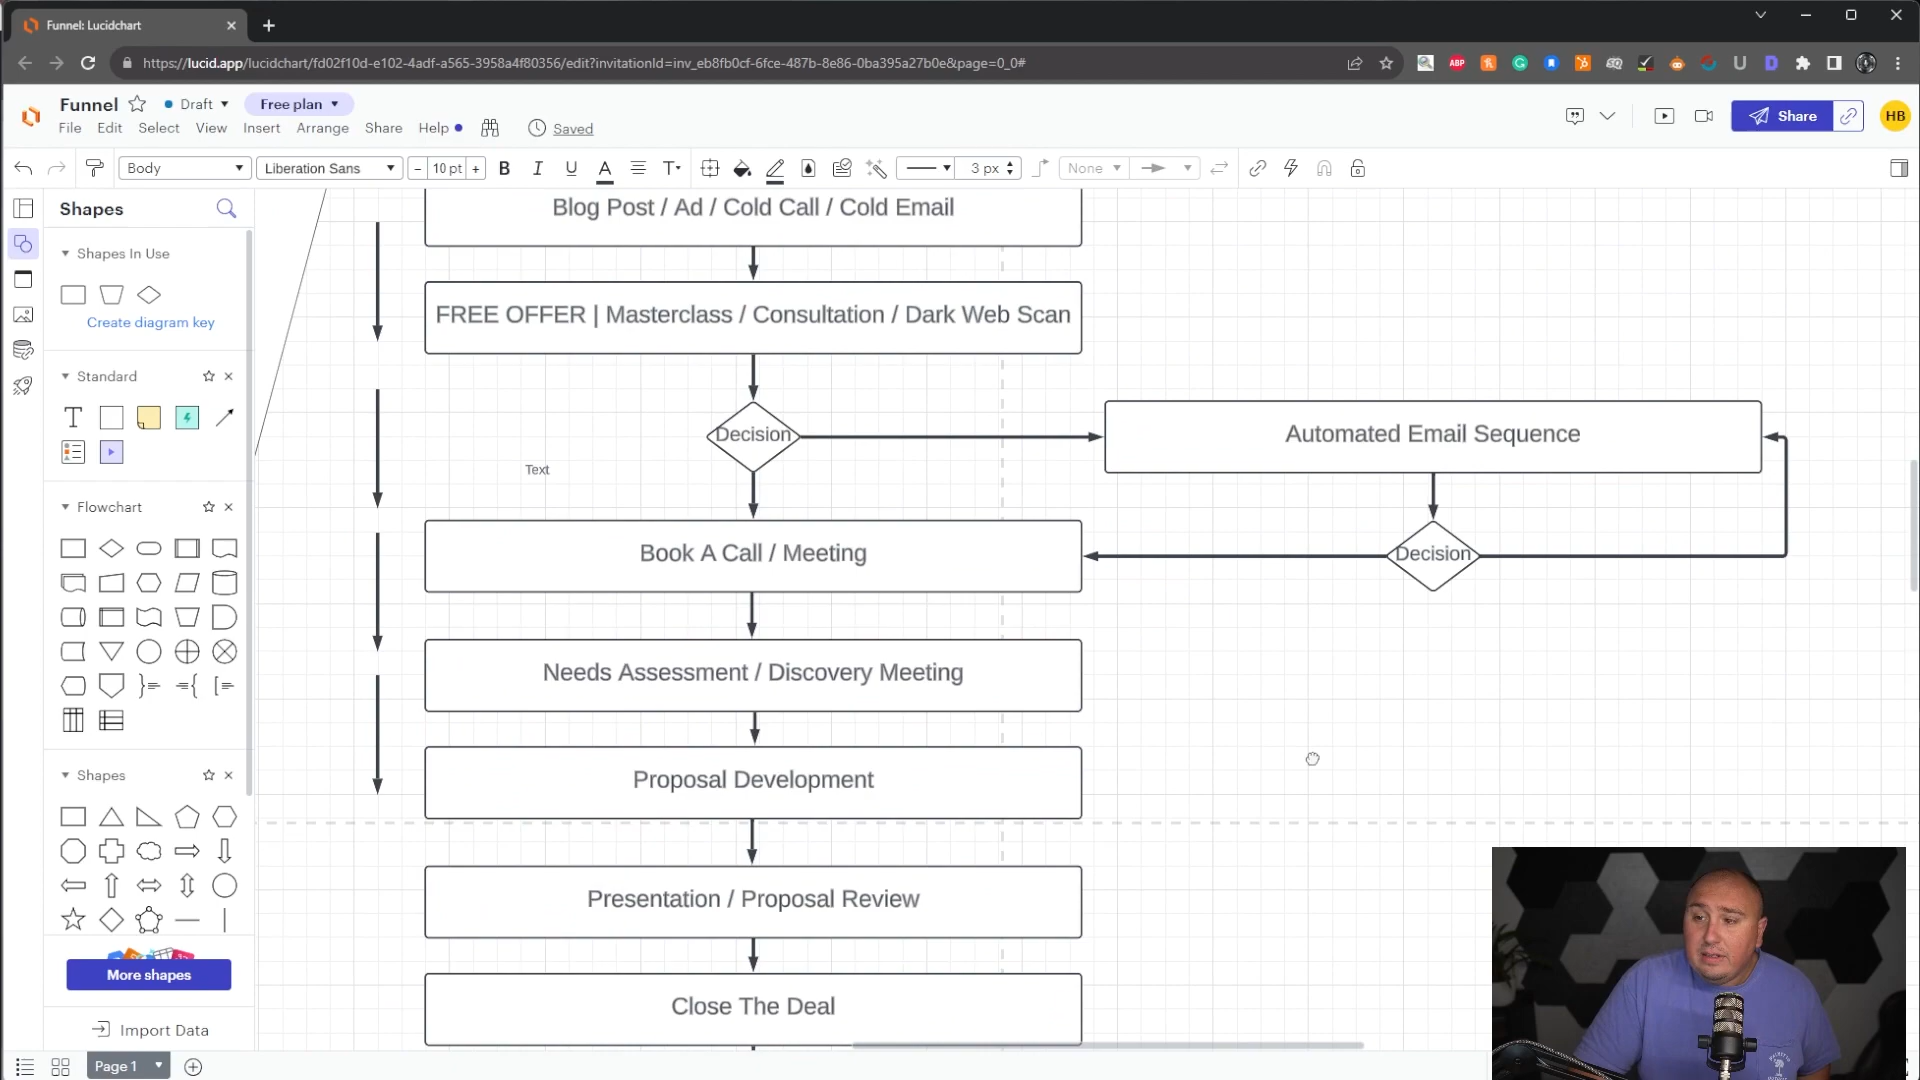 Funnel: Lucidchart
https://lucid.app/lucidchart/fd02f10d-e102-4adf-a565-3958a4f80356/edit?invitationId=inv_eb8fb0cf-6fce-487b-8e86-0ba395a27b0e&page=0_0#
Funnel
Draft
Free plan
File Edit Select View Insert Arrange Share Help
Saved
Share
HB
Body
Liberation Sans
- 10 pt +
B I U A T
3 px
None
Shapes
Shapes In Use
Create diagram key
Standard
T
Flowchart
Shapes
More shapes
Import Data
Page 1
Blog Post / Ad / Cold Call / Cold Email
FREE OFFER | Masterclass / Consultation / Dark Web Scan
Decision
Automated Email Sequence
Text
Book A Call / Meeting
Decision
Needs Assessment / Discovery Meeting
Proposal Development
Presentation / Proposal Review
Close The Deal